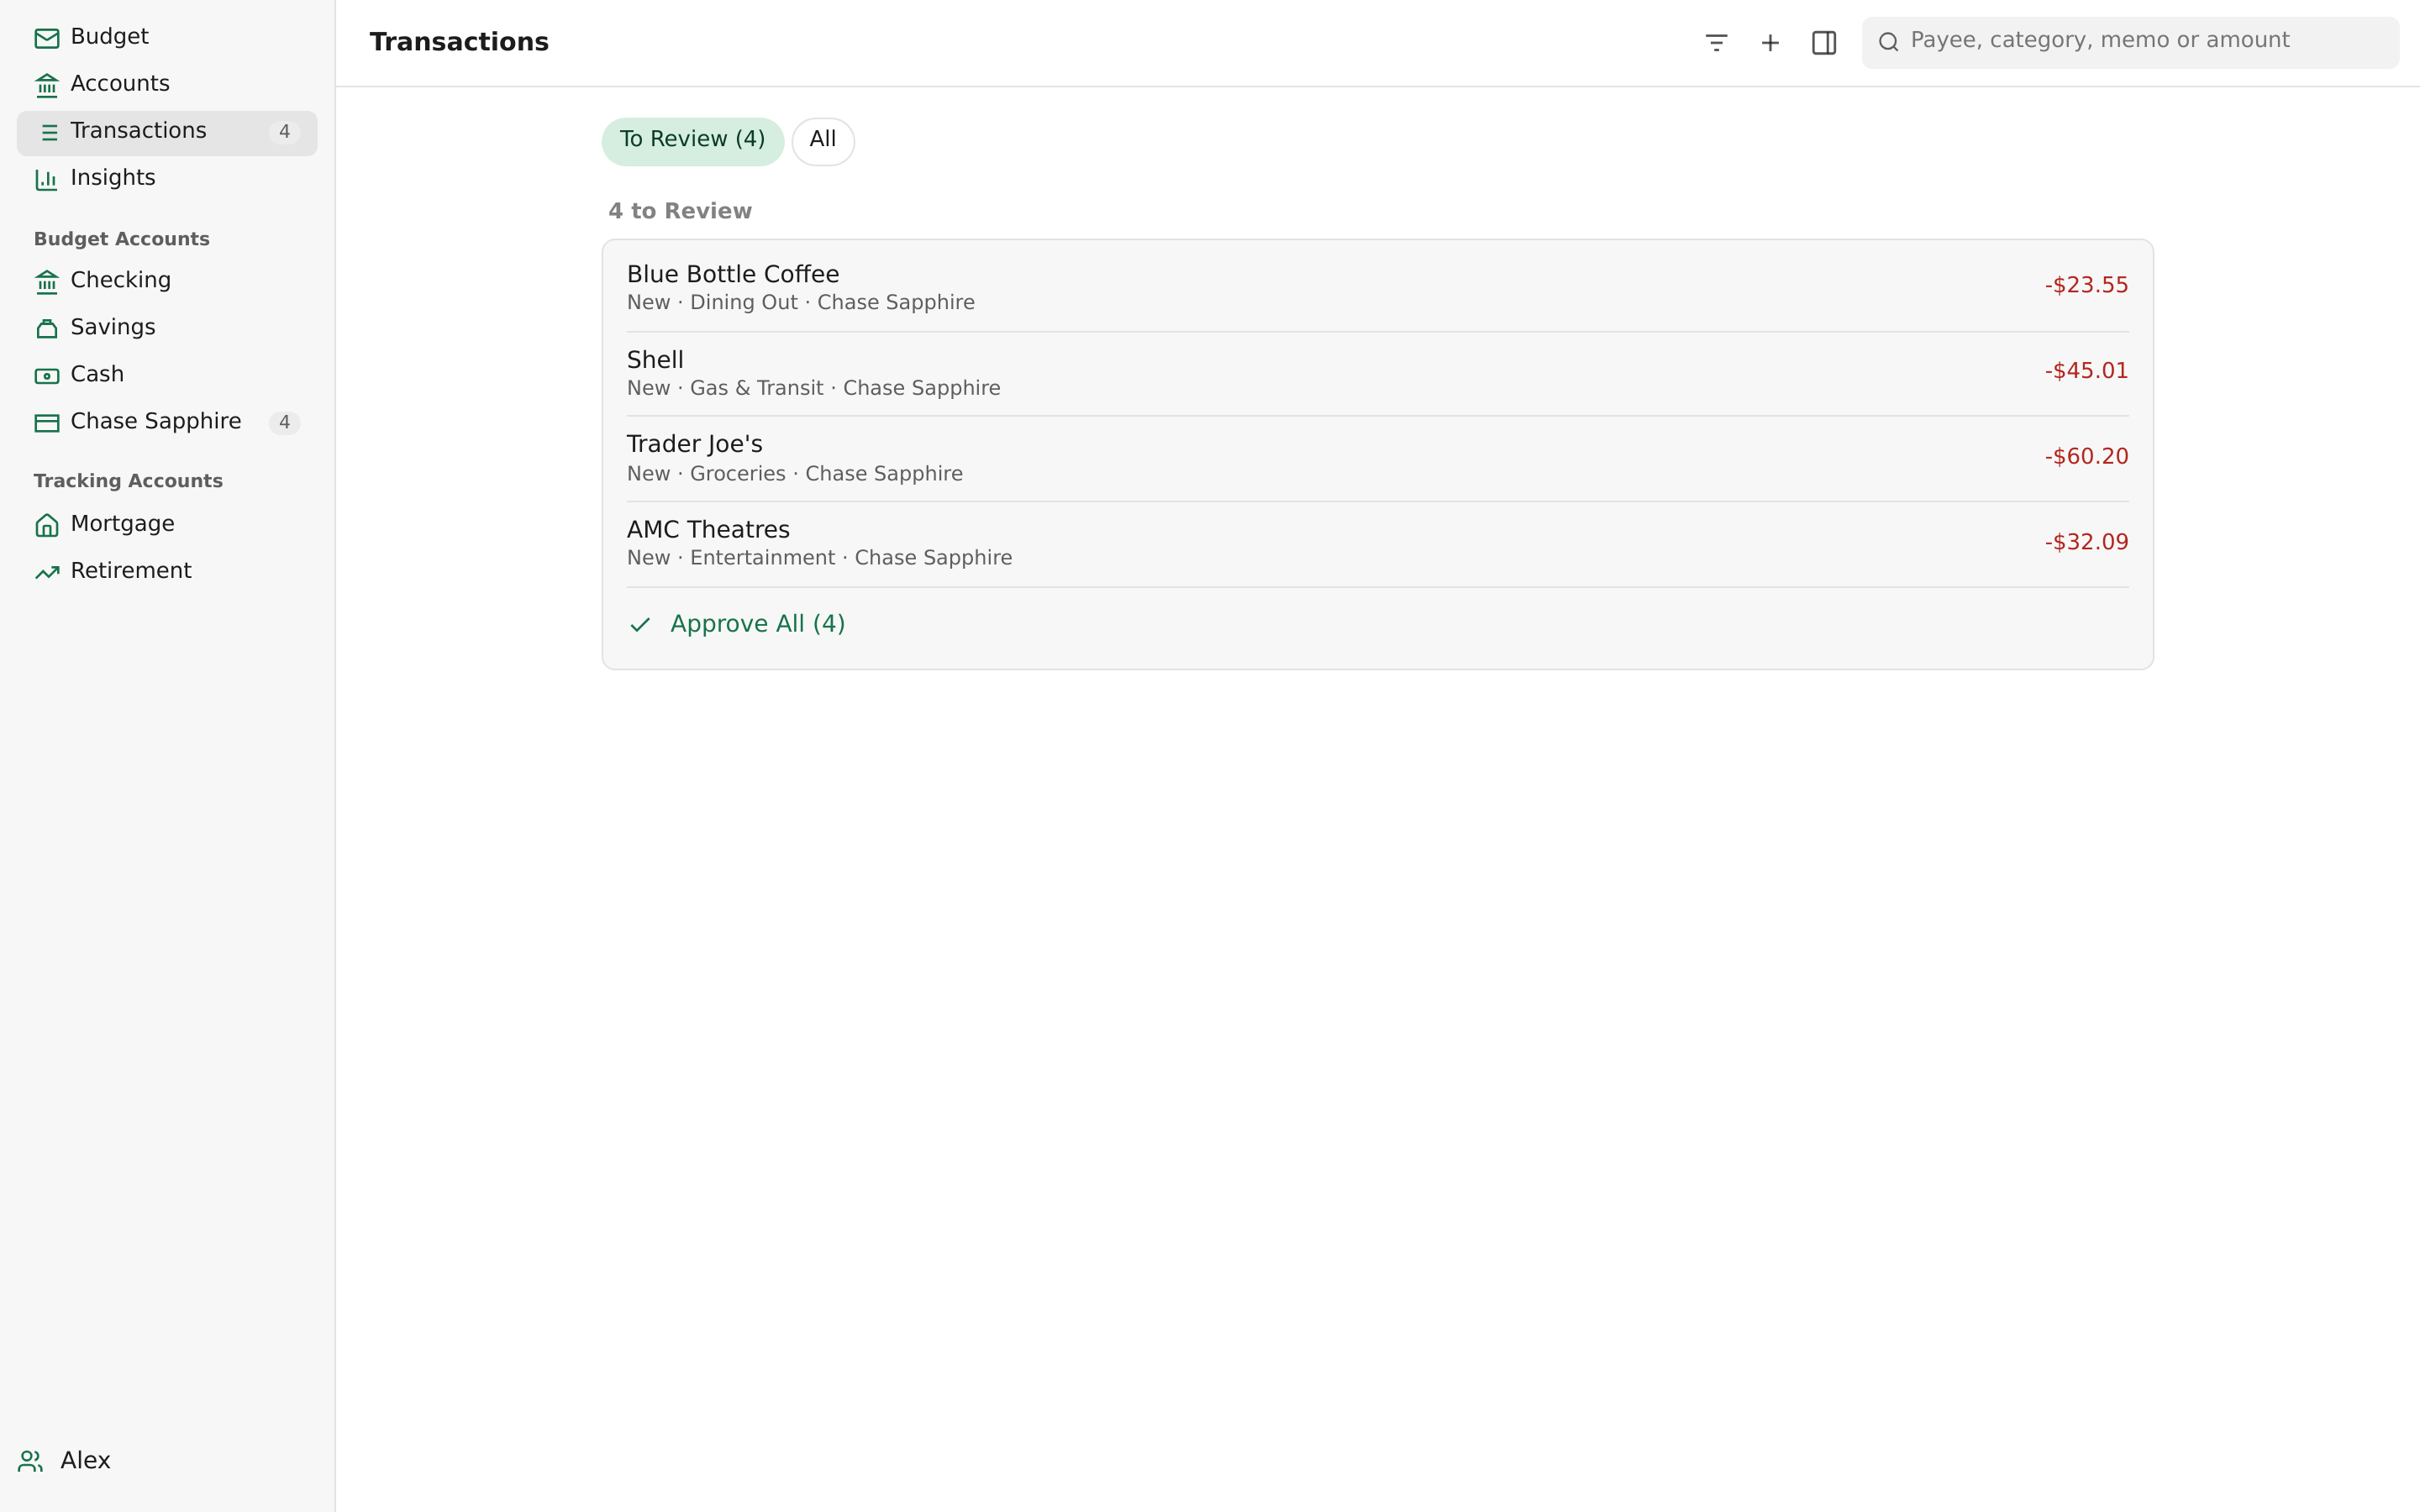 Budget
Accounts
Transactions 4
Insights
Budget Accounts
Checking
Savings
Cash
Chase Sapphire 4
Tracking Accounts
Mortgage
Retirement
Alex
Transactions
Payee, category, memo or amount
To Review (4) All
4 to Review
Blue Bottle Coffee
New · Dining Out · Chase Sapphire
-$23.55
Shell
New · Gas & Transit · Chase Sapphire
-$45.01
Trader Joe's
New · Groceries · Chase Sapphire
-$60.20
AMC Theatres
New · Entertainment · Chase Sapphire
-$32.09
Approve All (4)